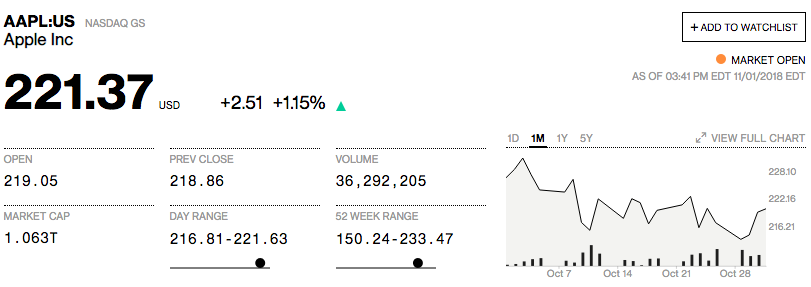 AAPL:US NASDAQ GS
Apple Inc
+ ADD TO WATCHLIST
MARKET OPEN
AS OF 03:41 PM EDT 11/01/2018 EDT
221.37 USD +2.51 +1.15%
OPEN
219.05
PREV CLOSE
218.86
VOLUME
36,292,205
MARKET CAP
1.063T
DAY RANGE
216.81-221.63
52 WEEK RANGE
150.24-233.47
1D 1M 1Y 5Y VIEW FULL CHART
228.10
222.16
216.21
Oct 7 Oct 14 Oct 21 Oct 28